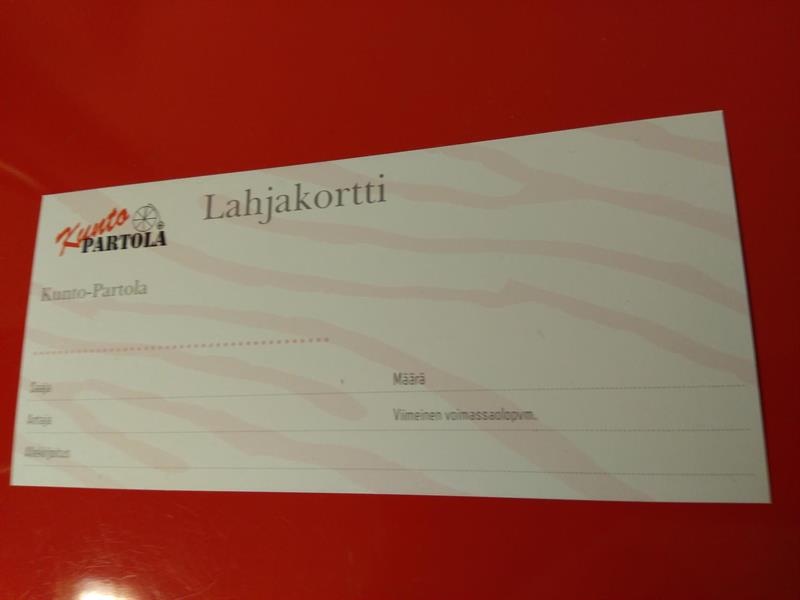 Kunto
PARTOLA
Lahjakortti
Kunto-Partola
Saaja
Määrä
Antaja
Viimeinen voimassaolopvm.
Allekirjoitus